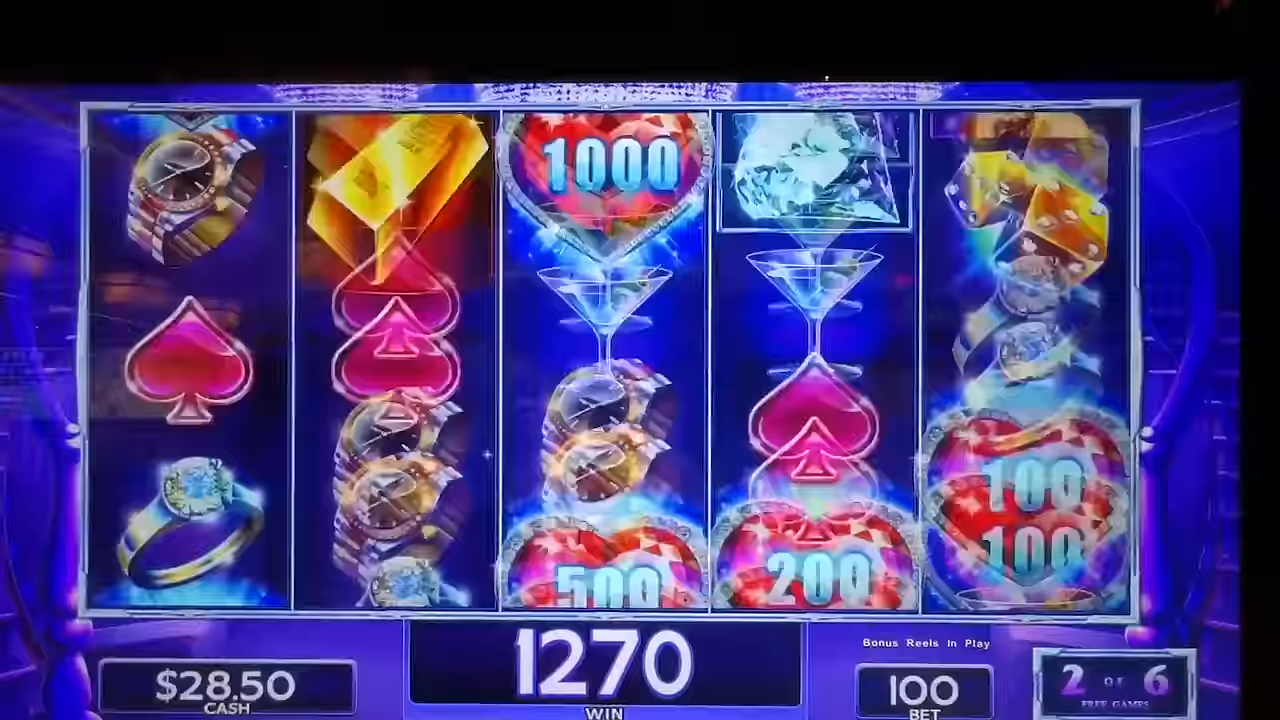 1000
100
100
500
200
1270
WIN
$28.50
CASH
Bonus Reels In Play
100
BET
2 OF 6
FREE GAMES